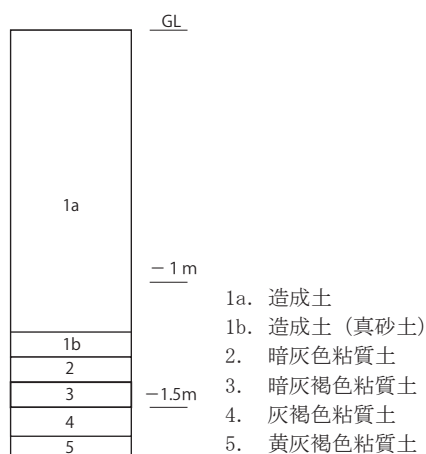 GL
1a
－1 m
1b
2
3
－1.5m
4
5
1a. 造成土
1b. 造成土（真砂土）
2. 暗灰色粘質土
3. 暗灰褐色粘質土
4. 灰褐色粘質土
5. 黄灰褐色粘質土